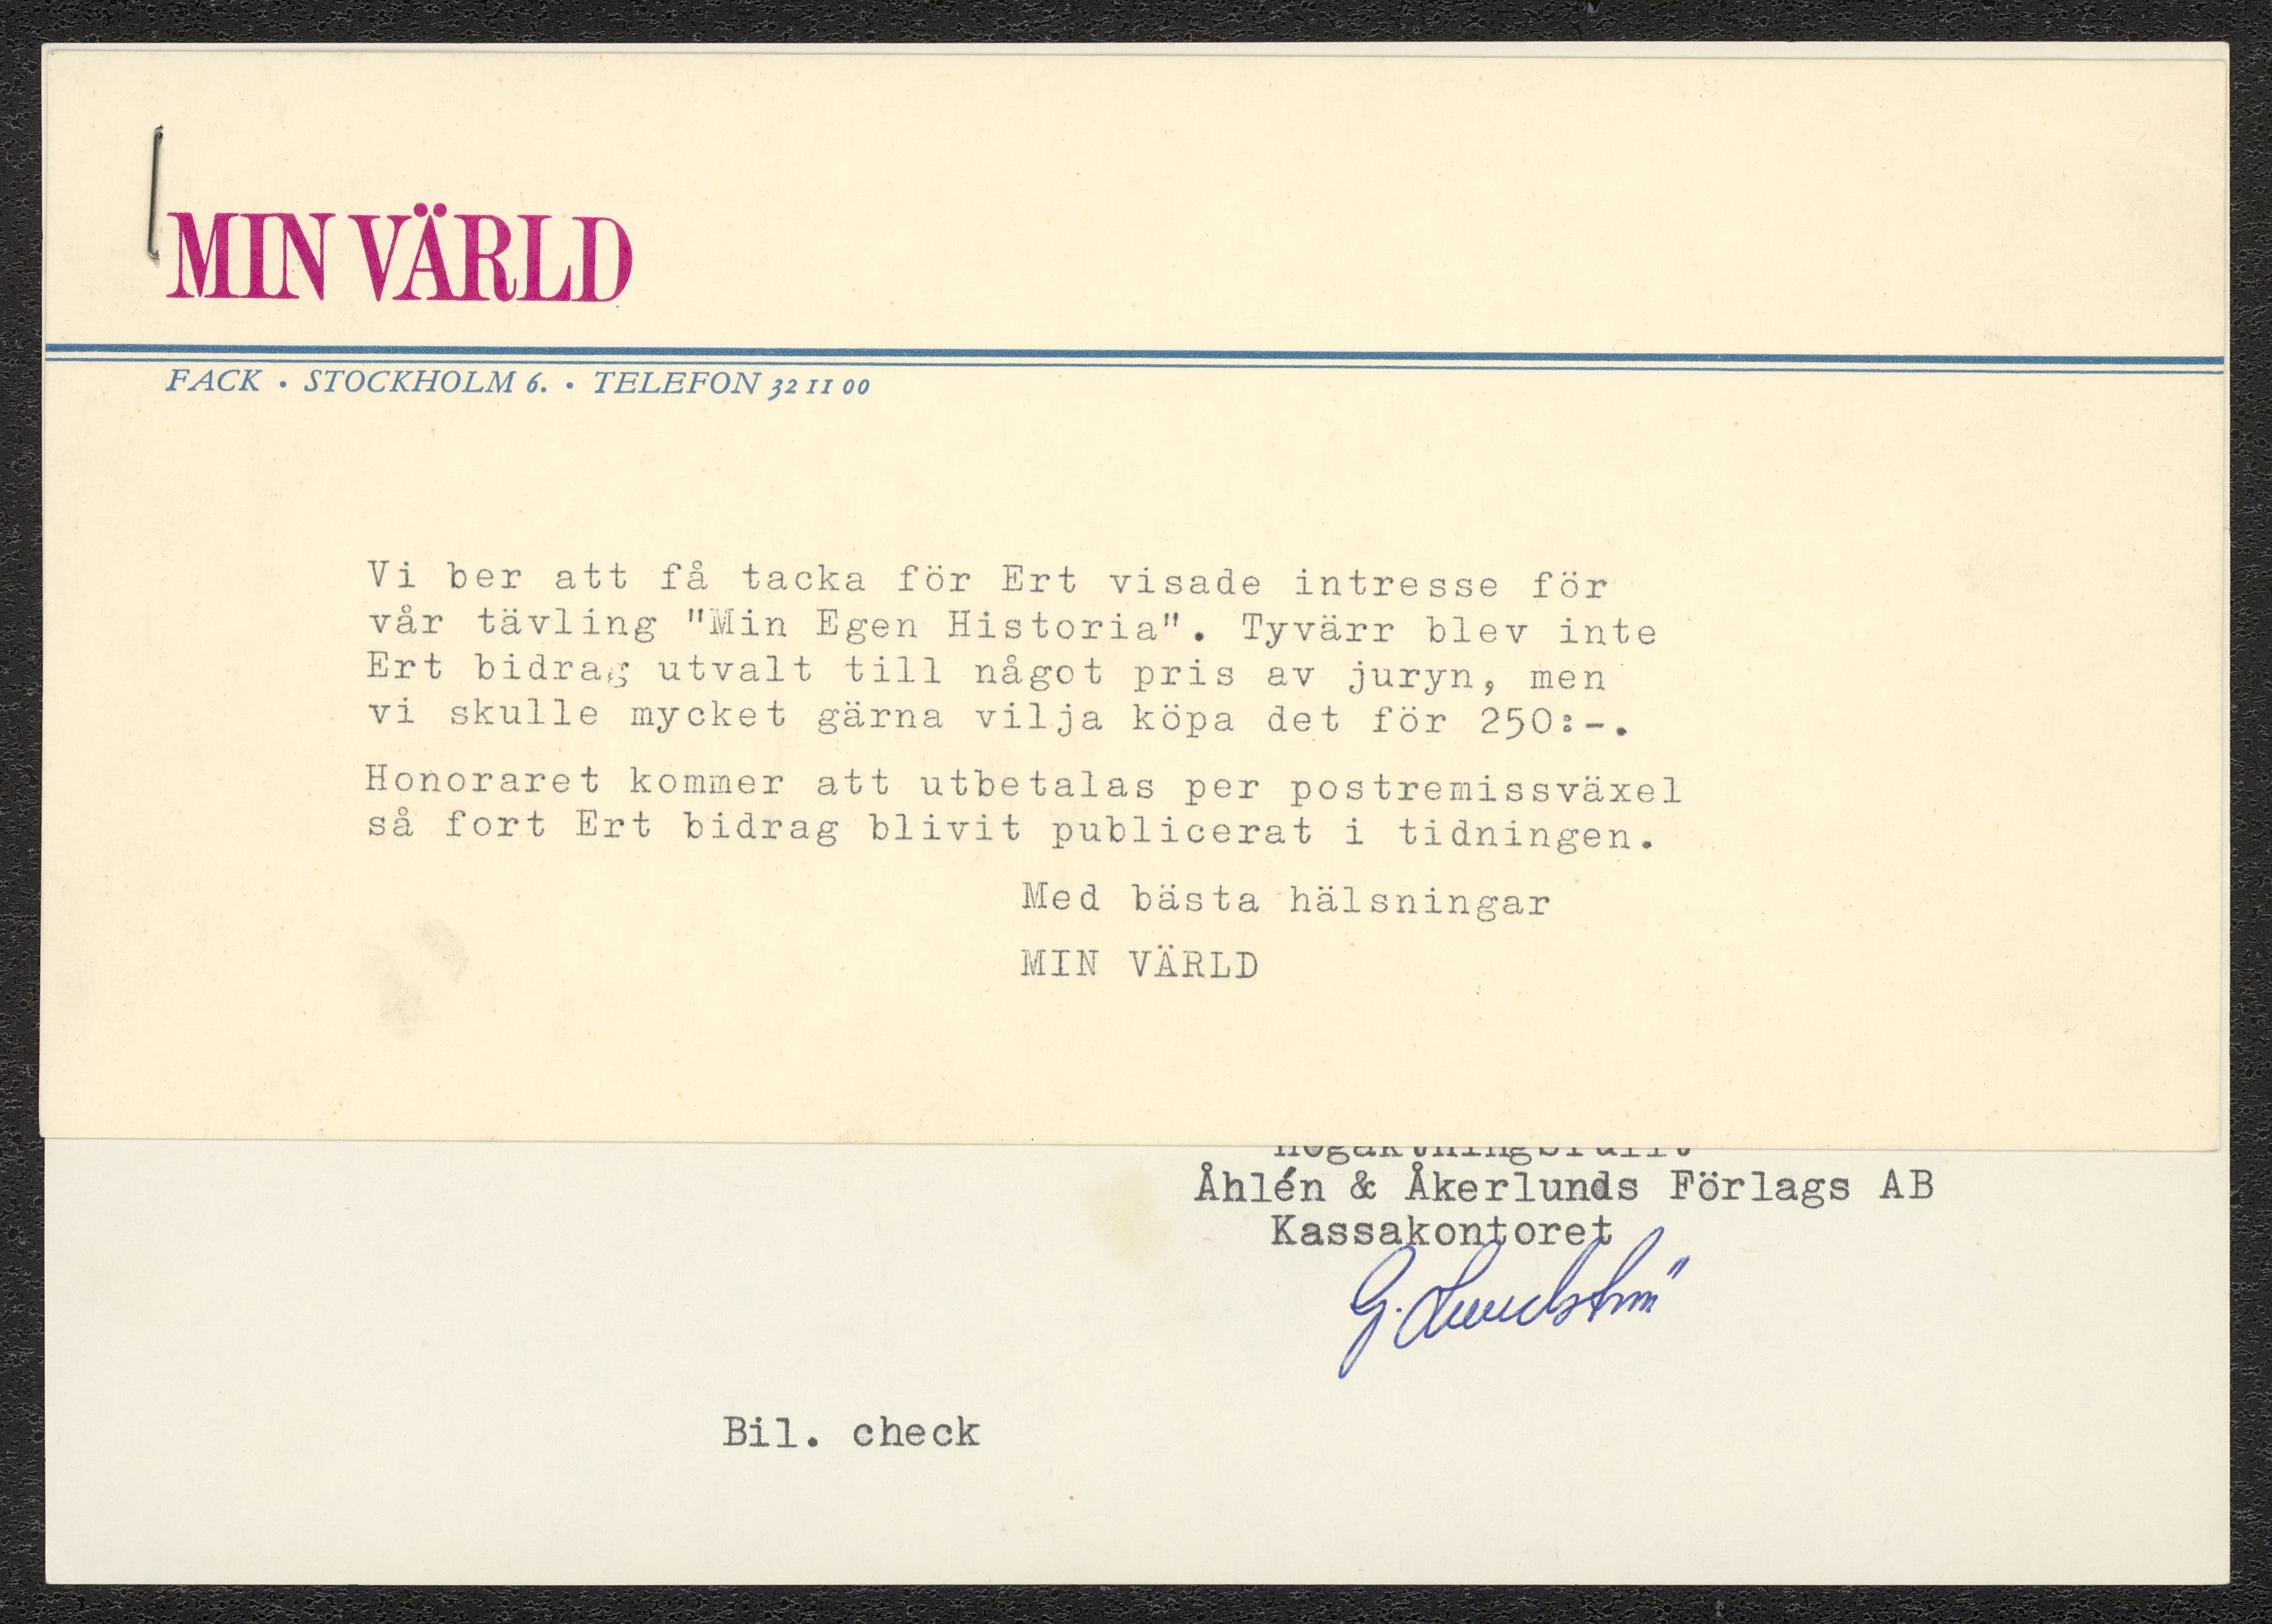 MIN VÄRLD
FACK • STOCKHOLM 6. • TELEFON 32 11 00
Vi ber att få tacka för Ert visade intresse för
vår tävling "Min Egen Historia". Tyvärr blev inte
Ert bidrag utvalt till något pris av juryn, men
vi skulle mycket gärna vilja köpa det för 250:-.
Honoraret kommer att utbetalas per postremissväxel
så fort Ert bidrag blivit publicerat i tidningen.
Med bästa hälsningar
MIN VÄRLD
Högaktningsfullt
Åhlén & Åkerlunds Förlags AB
Kassakontoret
G. Lundström
Bil. check